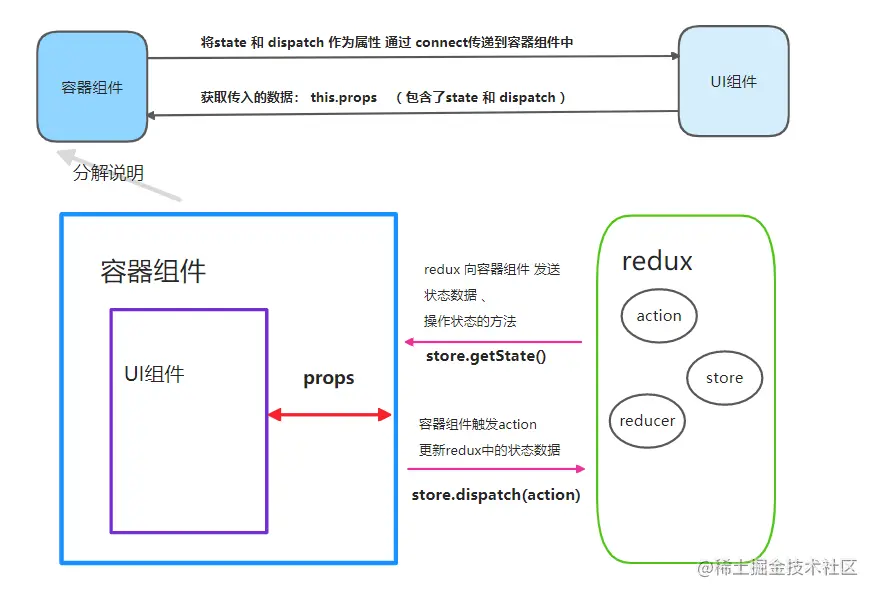 将state 和 dispatch 作为属性 通过 connect传递到容器组件中
容器组件
UI组件
获取传入的数据： this.props （包含了state 和 dispatch ）
分解说明
容器组件
UI组件
props
redux 向容器组件 发送
状态数据 、
操作状态的方法
store.getState()
容器组件触发action
更新redux中的状态数据
store.dispatch(action)
redux
action
store
reducer
@稀土掘金技术社区